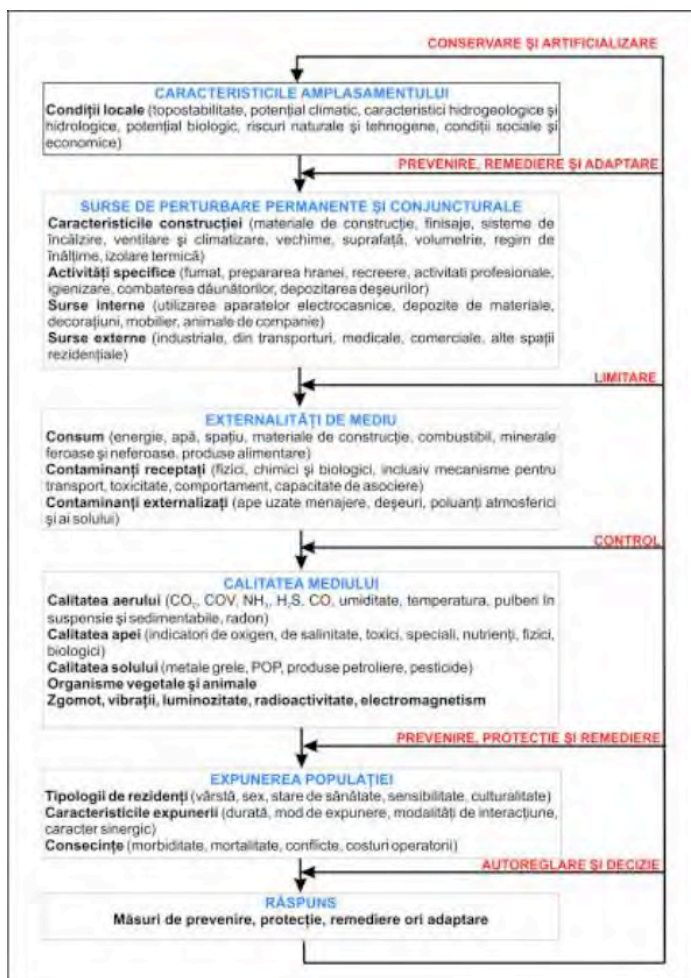 CONSERVARE ȘI ARTIFICIALIZARE
CARACTERISTICILE AMPLASAMENTULUI
Condiții locale (topostabilitate, potențial climatic, caracteristici hidrogeologice și
hidrologice, potențial biologic, riscuri naturale și tehnogene, condiții sociale și
economice)
PREVENIRE, REMEDIERE ȘI ADAPTARE
SURSE DE PERTURBARE PERMANENTE ȘI CONJUNCTURALE
Caracteristicile construcției (materiale de construcție, finisaje, sisteme de
încălzire, ventilare și climatizare, vechime, suprafață, volumetrie, regim de
înălțime, izolare termică)
Activități specifice (fumat, prepararea hranei, recreere, activitati profesionale,
igienizare, combaterea dăunătorilor, depozitarea deșeurilor)
Surse interne (utilizarea aparatelor electrocasnice, depozite de materiale,
decorațiuni, mobilier, animale de companie)
Surse externe (industriale, din transporturi, medicale, comerciale, alte spații
rezidențiale)
LIMITARE
EXTERNALITĂȚI DE MEDIU
Consum (energie, apă, spațiu, materiale de construcție, combustibil, minerale
feroase și neferoase, produse alimentare)
Contaminanți receptați (fizici, chimici și biologici, inclusiv mecanisme pentru
transport, toxicitate, comportament, capacitate de asociere)
Contaminanți externalizați (ape uzate menajere, deșeuri, poluanți atmosferici
și ai solului)
CONTROL
CALITATEA MEDIULUI
Calitatea aerului (CO₂, COV, NH₃, H₂S, CO, umiditate, temperatura, pulberi în
suspensie și sedimentabile, radon)
Calitatea apei (indicatori de oxigen, de salinitate, toxici, speciali, nutrienți, fizici,
biologici)
Calitatea solului (metale grele, POP, produse petroliere, pesticide)
Organisme vegetale și animale
Zgomot, vibrații, luminozitate, radioactivitate, electromagnetism
PREVENIRE, PROTECȚIE ȘI REMEDIERE
EXPUNEREA POPULAȚIEI
Tipologii de rezidenți (vârstă, sex, stare de sănătate, sensibilitate, culturalitate)
Caracteristicile expunerii (durată, mod de expunere, modalități de interacțiune,
caracter sinergic)
Consecințe (morbiditate, mortalitate, conflicte, costuri operatorii)
AUTOREGLARE ȘI DECIZIE
RĂSPUNS
Măsuri de prevenire, protecție, remediere ori adaptare